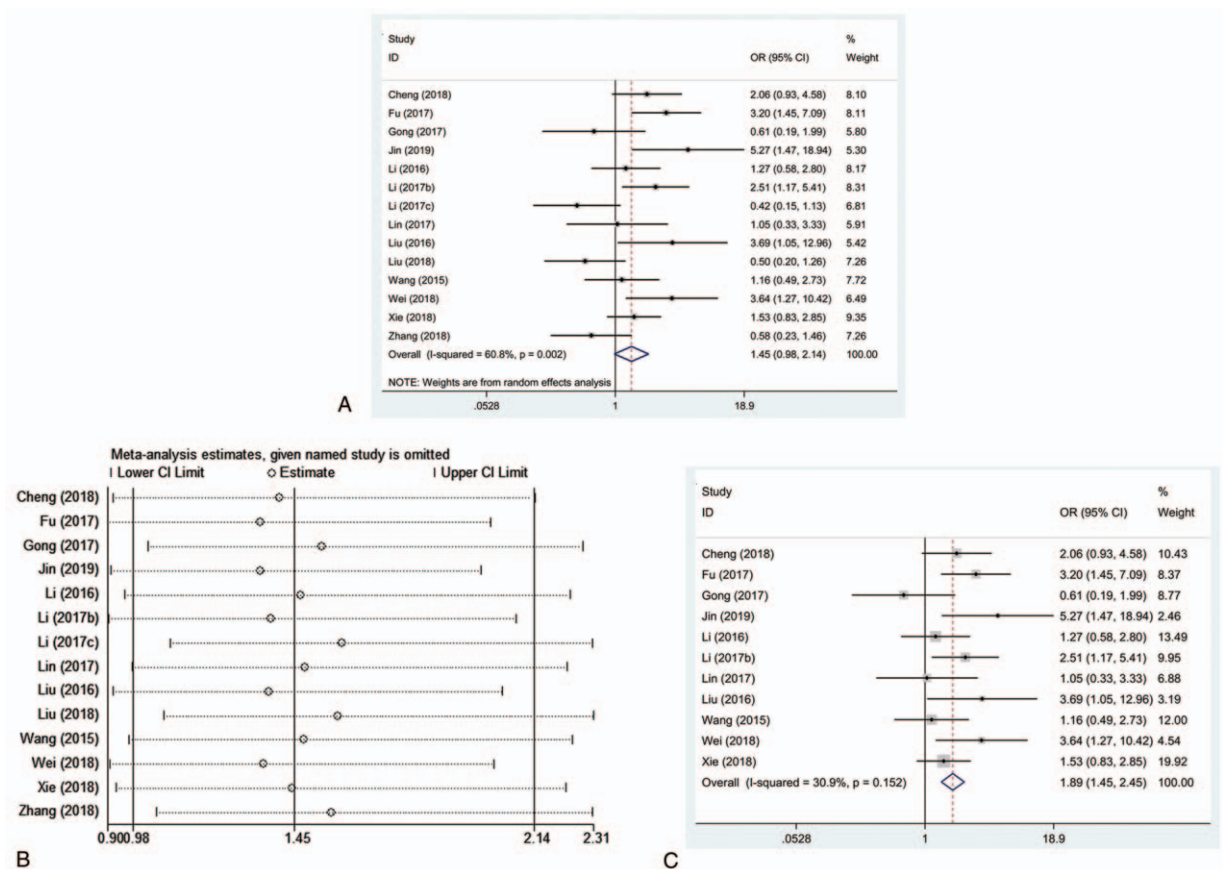 Study %
ID OR (95% CI) Weight
Cheng (2018) 2.06 (0.93, 4.58) 8.10
Fu (2017) 3.20 (1.45, 7.09) 8.11
Gong (2017) 0.61 (0.19, 1.99) 5.80
Jin (2019) 5.27 (1.47, 18.94) 5.30
Li (2016) 1.27 (0.58, 2.80) 8.17
Li (2017b) 2.51 (1.17, 5.41) 8.31
Li (2017c) 0.42 (0.15, 1.13) 6.81
Lin (2017) 1.05 (0.33, 3.33) 5.91
Liu (2016) 3.69 (1.05, 12.96) 5.42
Liu (2018) 0.50 (0.20, 1.26) 7.26
Wang (2015) 1.16 (0.49, 2.73) 7.72
Wei (2018) 3.64 (1.27, 10.42) 6.49
Xie (2018) 1.53 (0.83, 2.85) 9.35
Zhang (2018) 0.58 (0.23, 1.46) 7.26
Overall (I-squared = 60.8%, p = 0.002) 1.45 (0.98, 2.14) 100.00
NOTE: Weights are from random effects analysis
.0528 1 18.9
A
Meta-analysis estimates, given named study is omitted
Lower CI Limit Estimate Upper CI Limit
Cheng (2018)
Fu (2017)
Gong (2017)
Jin (2019)
Li (2016)
Li (2017b)
Li (2017c)
Lin (2017)
Liu (2016)
Liu (2018)
Wang (2015)
Wei (2018)
Xie (2018)
Zhang (2018)
0.90 0.98 1.45 2.14 2.31
B
Study %
ID OR (95% CI) Weight
Cheng (2018) 2.06 (0.93, 4.58) 10.43
Fu (2017) 3.20 (1.45, 7.09) 8.37
Gong (2017) 0.61 (0.19, 1.99) 8.77
Jin (2019) 5.27 (1.47, 18.94) 2.46
Li (2016) 1.27 (0.58, 2.80) 13.49
Li (2017b) 2.51 (1.17, 5.41) 9.95
Lin (2017) 1.05 (0.33, 3.33) 6.88
Liu (2016) 3.69 (1.05, 12.96) 3.19
Wang (2015) 1.16 (0.49, 2.73) 12.00
Wei (2018) 3.64 (1.27, 10.42) 4.54
Xie (2018) 1.53 (0.83, 2.85) 19.92
Overall (I-squared = 30.9%, p = 0.152) 1.89 (1.45, 2.45) 100.00
.0528 1 18.9
C